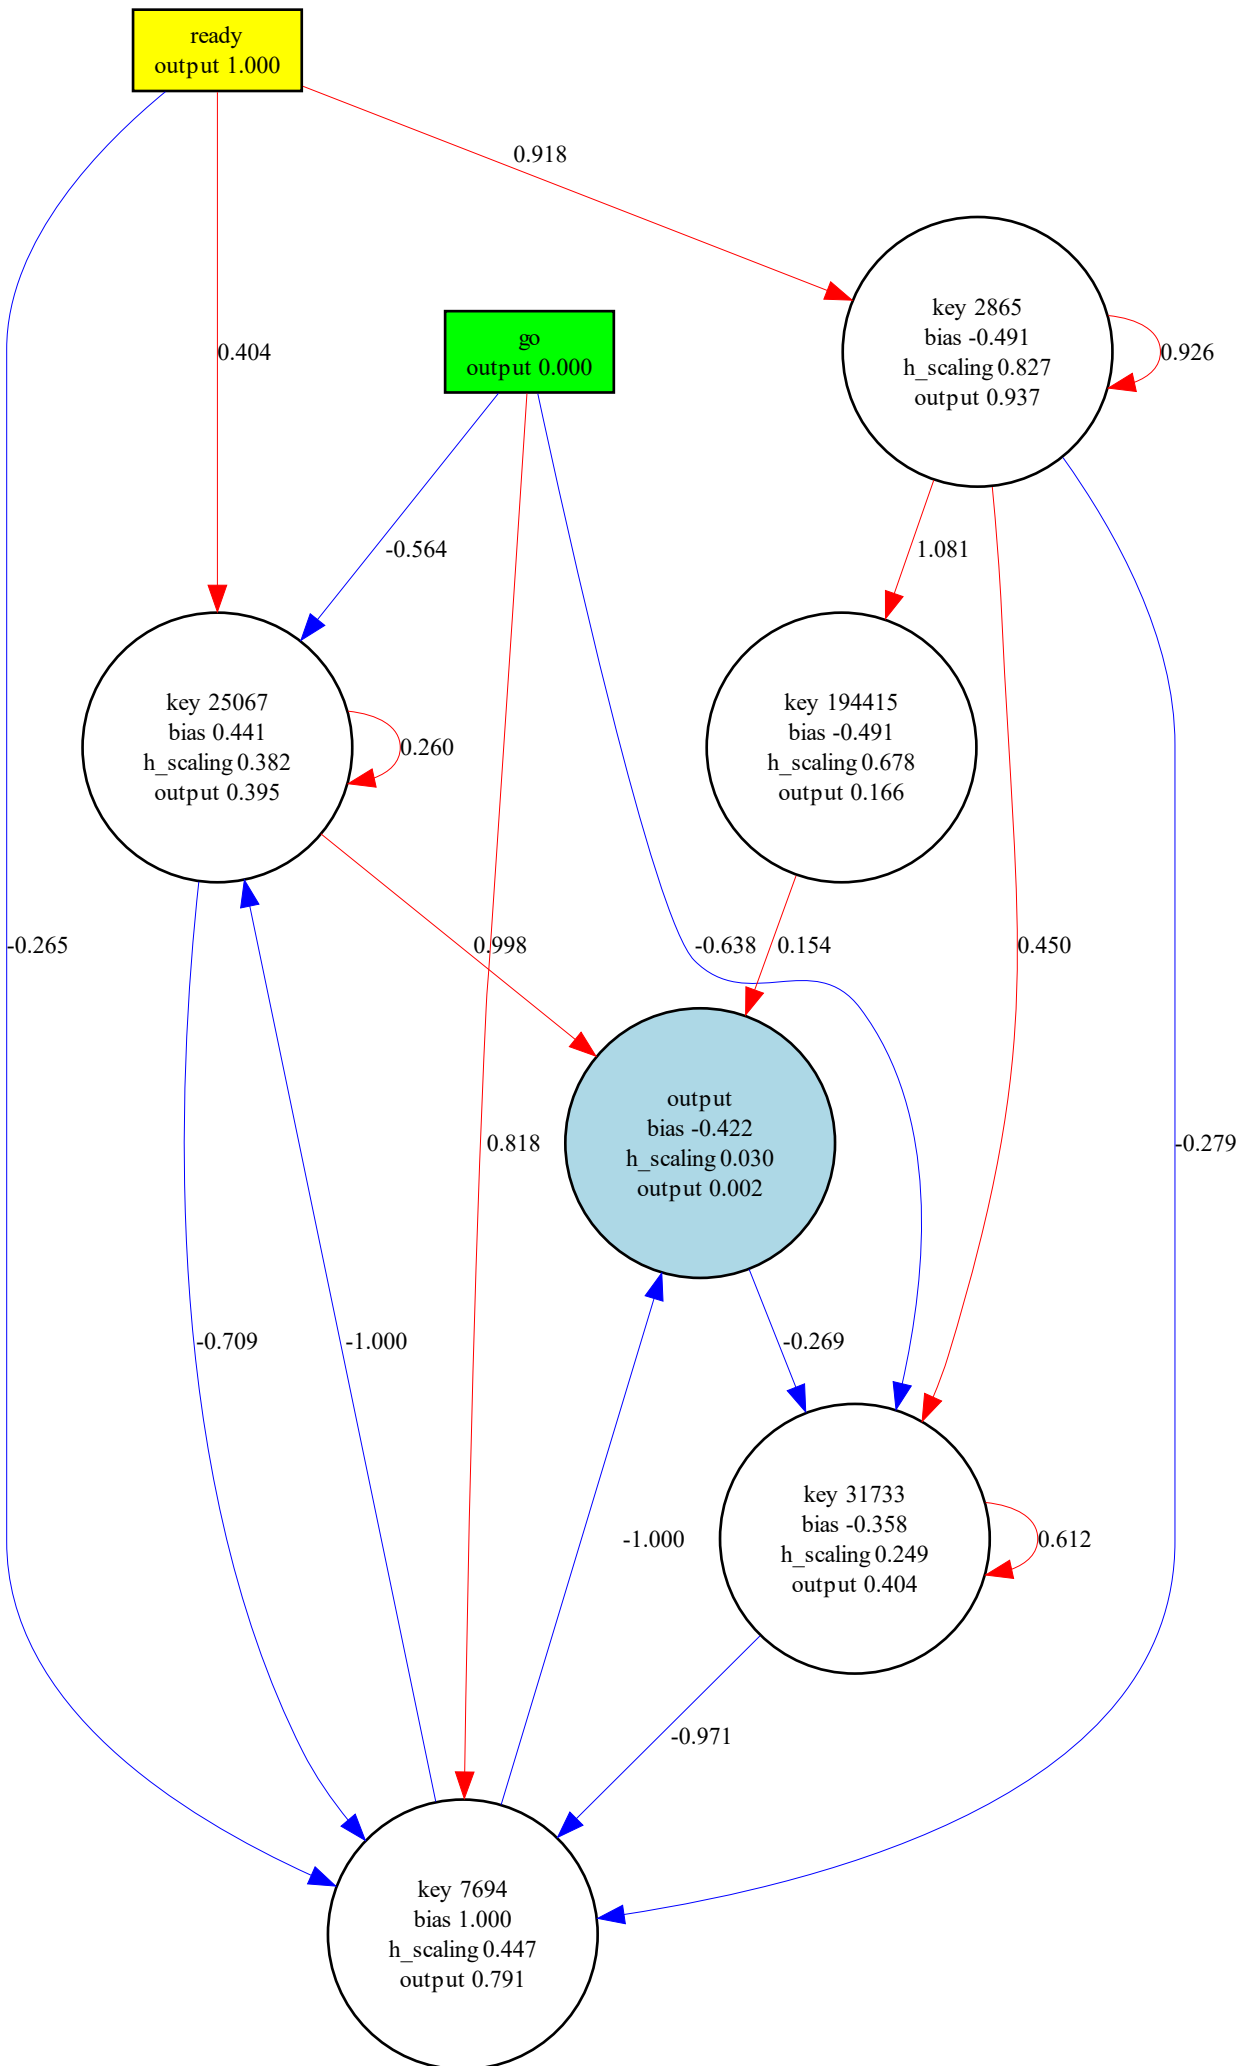 ready
output 1.000
0.918
key 2865
bias -0.491
h_scaling 0.827
output 0.937
0.926
go
output 0.000
0.404
-0.564
1.081
key 25067
bias 0.441
h_scaling 0.382
output 0.395
0.260
key 194415
bias -0.491
h_scaling 0.678
output 0.166
-0.265
0.998
-0.638
0.154
0.450
output
bias -0.422
h_scaling 0.030
output 0.002
0.818
-0.279
-0.709
-1.000
-0.269
-1.000
key 31733
bias -0.358
h_scaling 0.249
output 0.404
0.612
-0.971
key 7694
bias 1.000
h_scaling 0.447
output 0.791